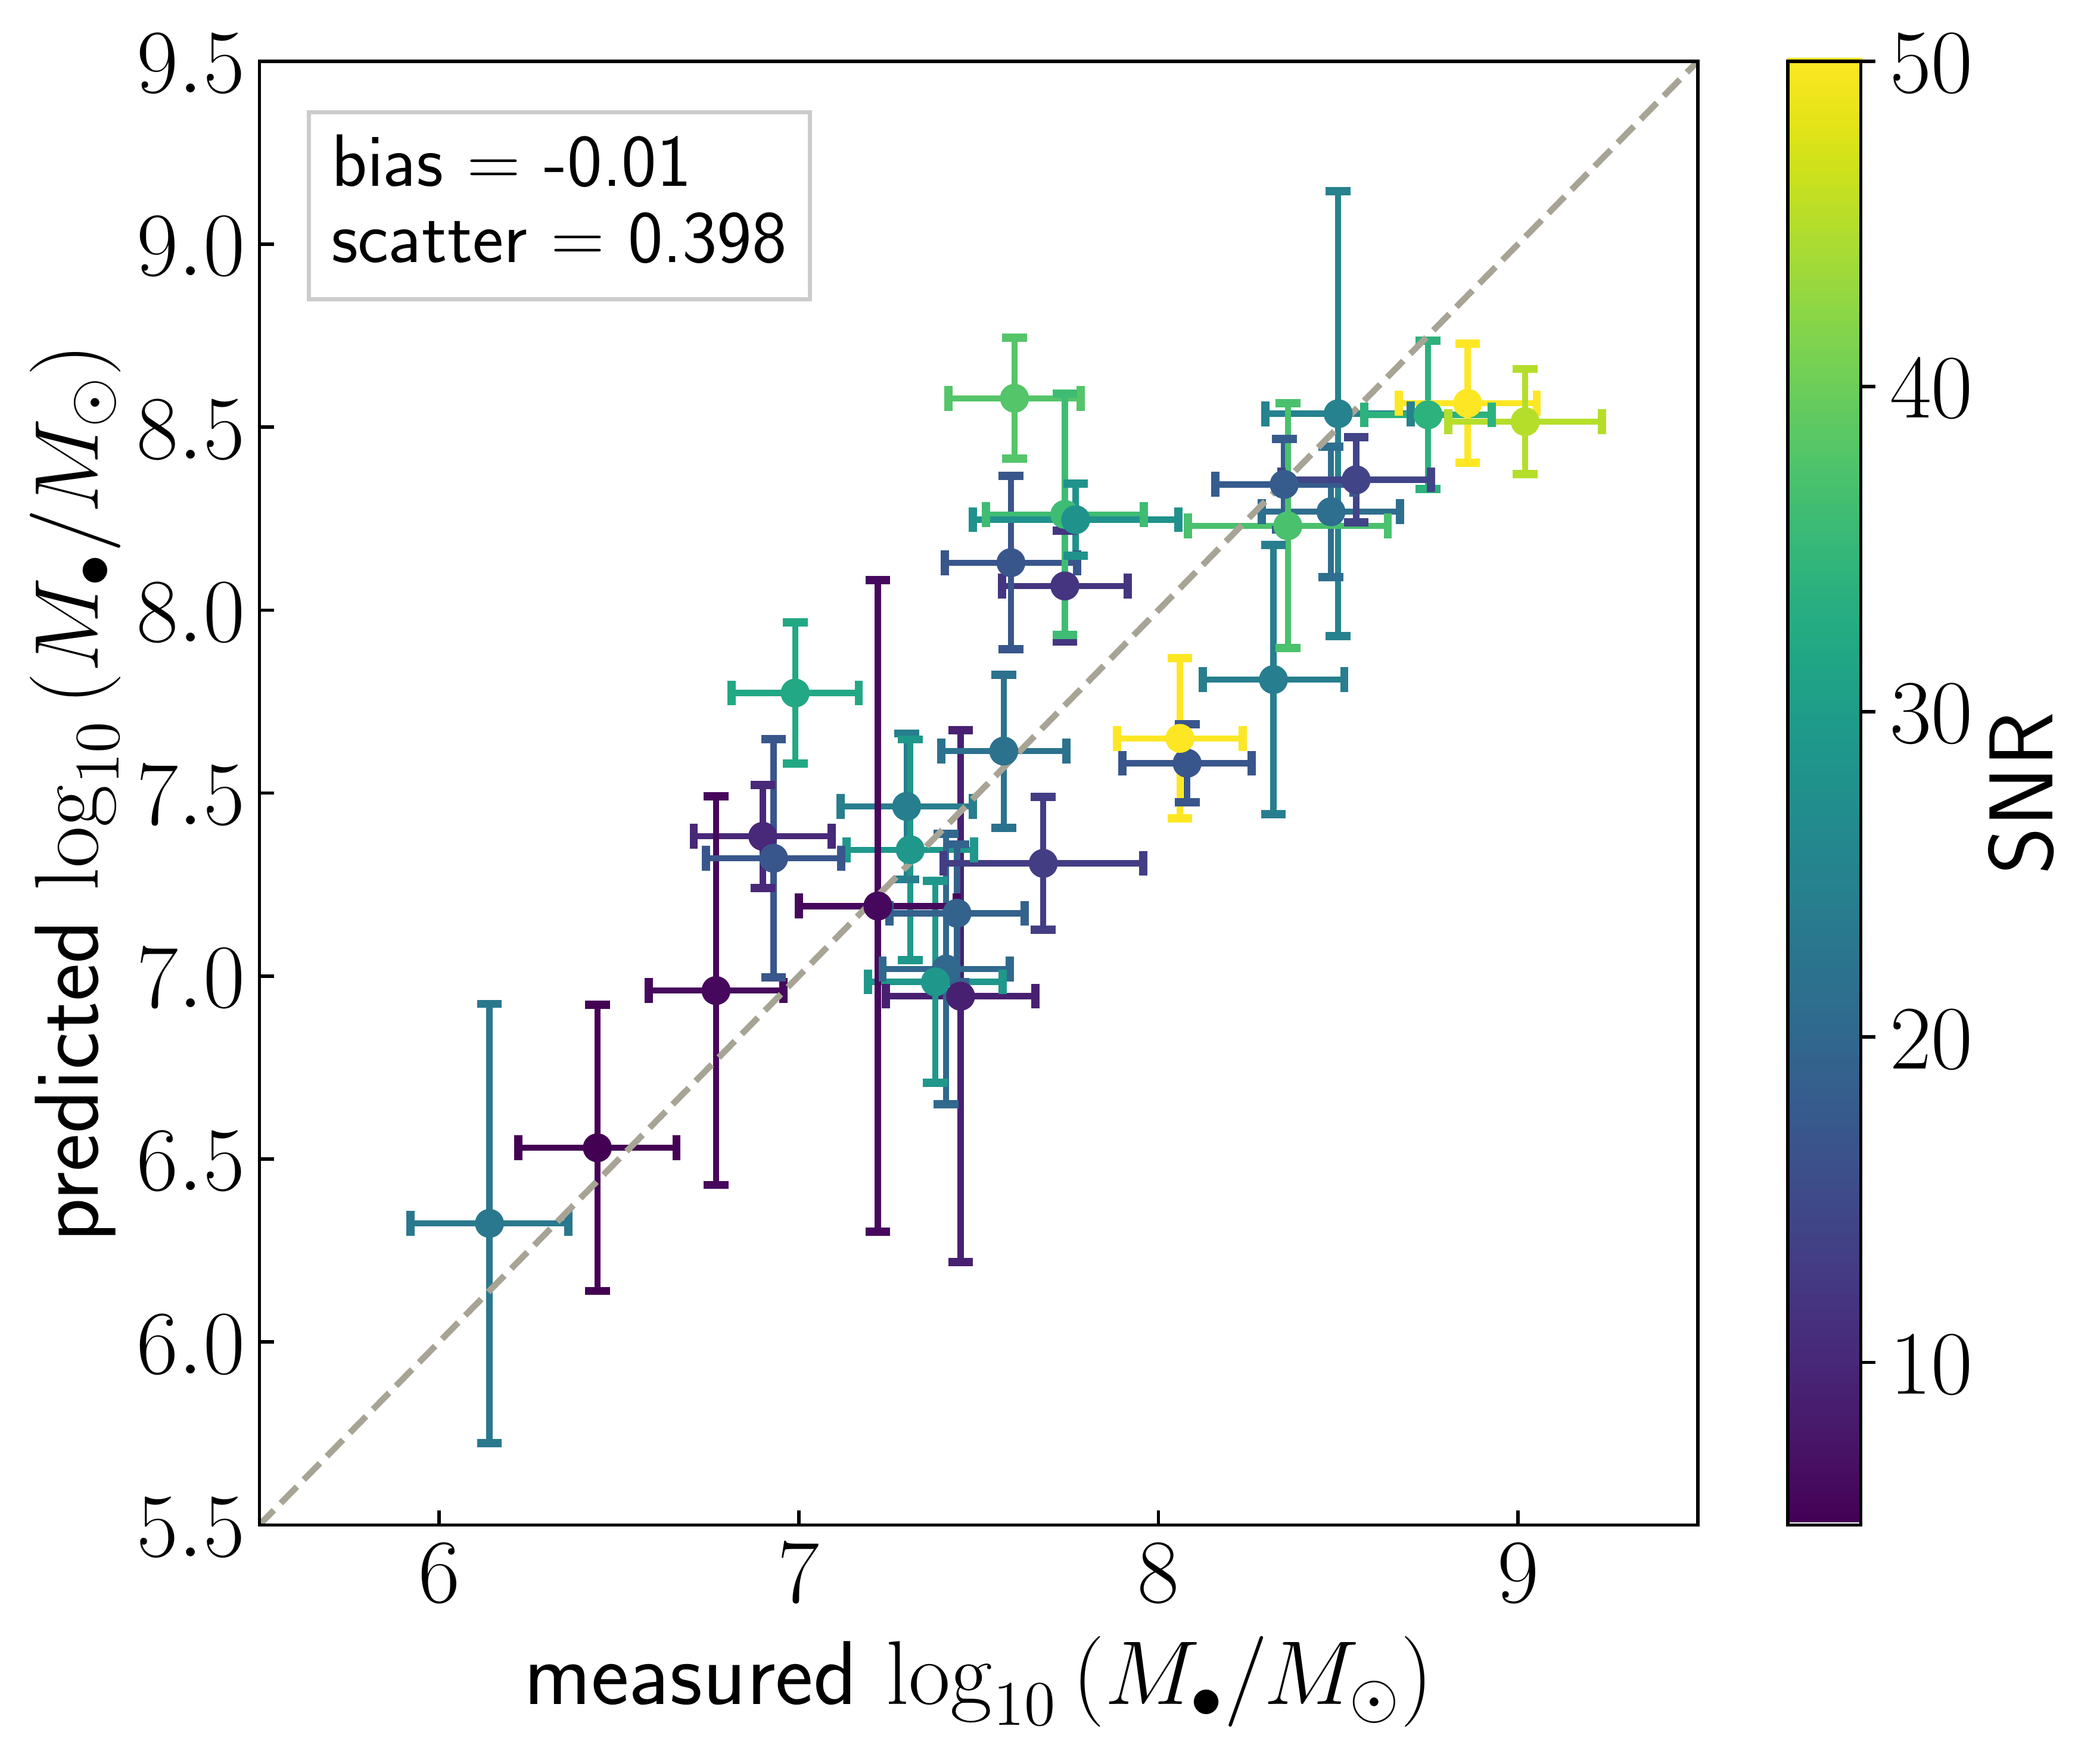 bias = -0.01
scatter = 0.398
9.5
9.0
8.5
8.0
7.5
7.0
6.5
6.0
5.5
predicted log₁₀ (M●/M⊙)
6 7 8 9
measured log₁₀ (M●/M⊙)
50
40
30
20
10
SNR